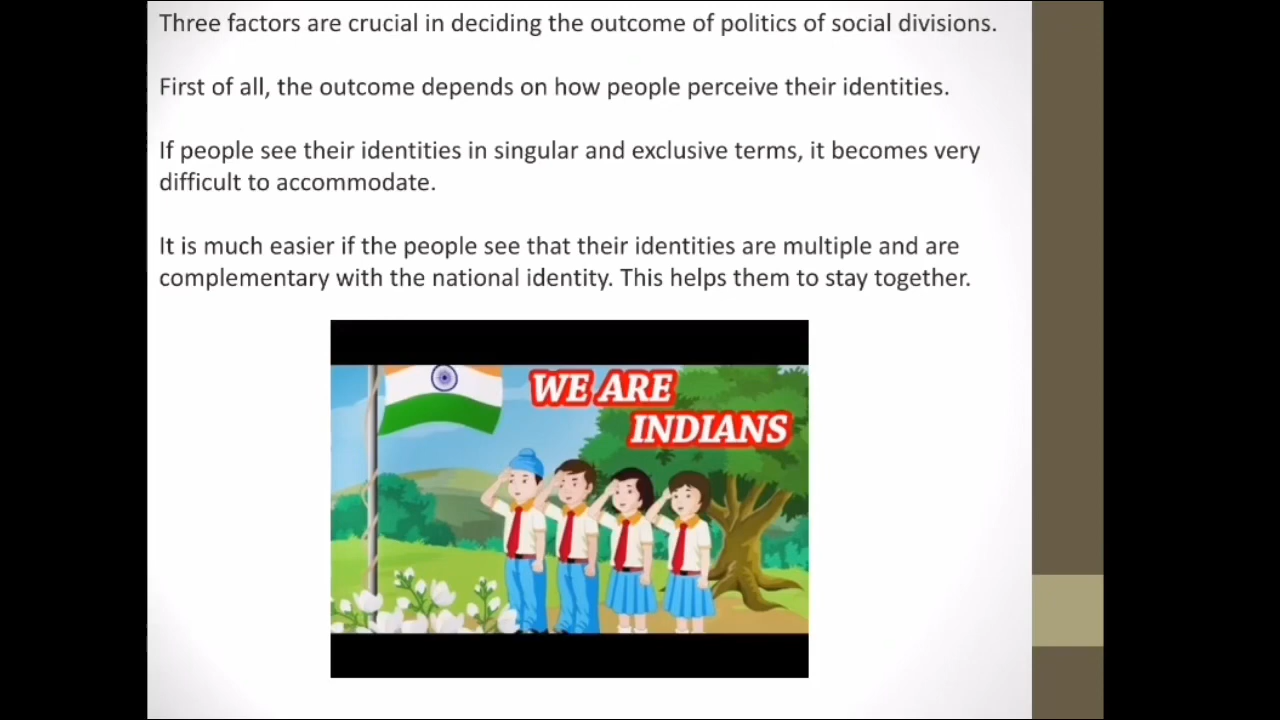 Three factors are crucial in deciding the outcome of politics of social divisions.
First of all, the outcome depends on how people perceive their identities.
If people see their identities in singular and exclusive terms, it becomes very
difficult to accommodate.
It is much easier if the people see that their identities are multiple and are
complementary with the national identity. This helps them to stay together.
WE ARE
INDIANS